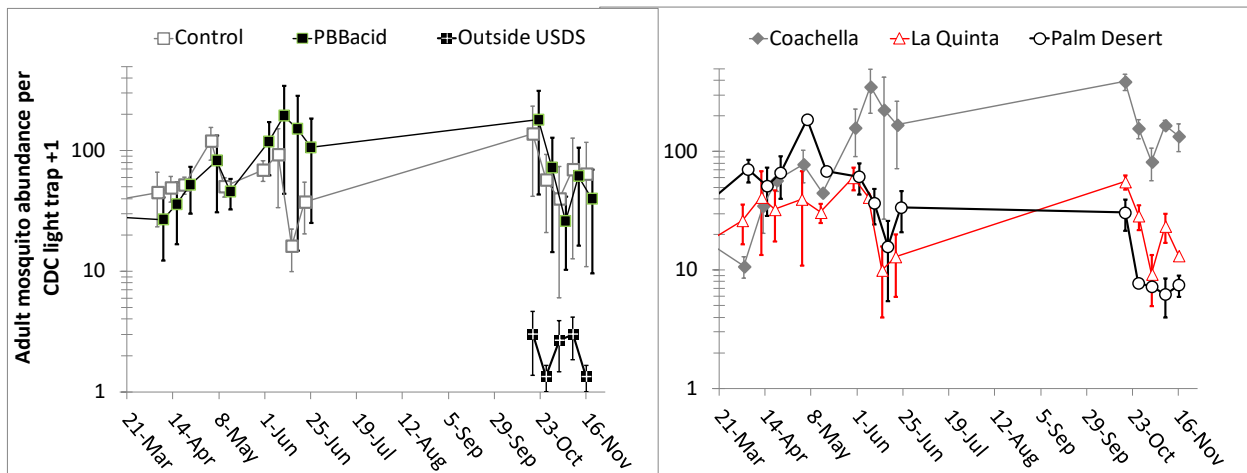 Control PBBacid Outside USDS
Adult mosquito abundance per
CDC light trap +1
100
10
1
21-Mar
14-Apr
8-May
1-Jun
25-Jun
19-Jul
12-Aug
5-Sep
29-Sep
23-Oct
16-Nov
Coachella La Quinta Palm Desert
100
10
1
21-Mar
14-Apr
8-May
1-Jun
25-Jun
19-Jul
12-Aug
5-Sep
29-Sep
23-Oct
16-Nov